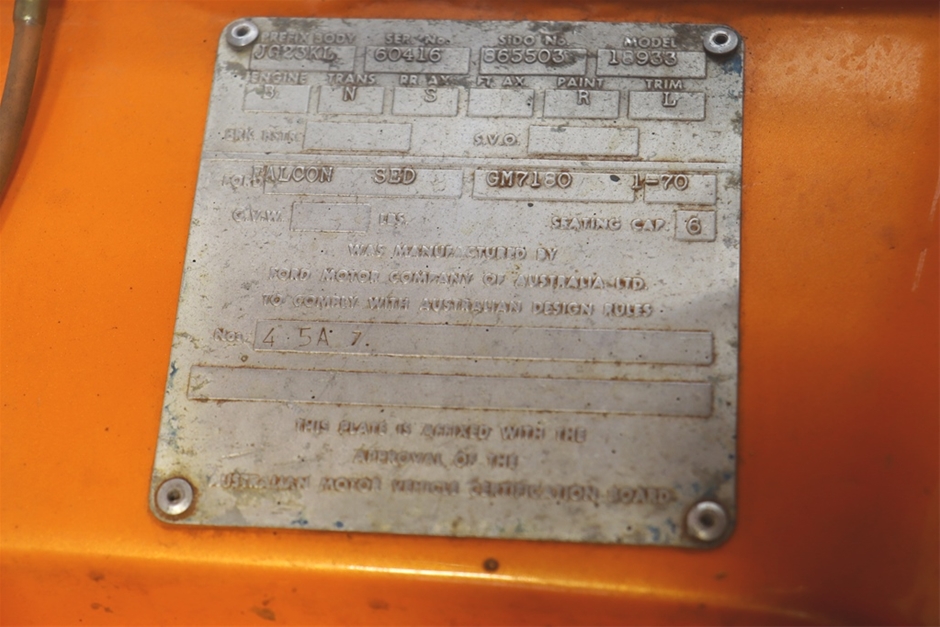 PREFIX BODY SER. No. SIDO No. MODEL
JG23KL 60416 865503 18933
ENGINE TRANS RR. AX FT. AX PAINT TRIM
B N S R L
S.V.O.
FORD FALCON SED GM7180 1-70
G.V.W. LBS SEATING CAP. 6
WAS MANUFACTURED BY
FORD MOTOR COMPANY OF AUSTRALIA LTD.
TO COMPLY WITH AUSTRALIAN DESIGN RULES
Nos. 4 5A 7.
THIS PLATE IS AFFIXED WITH THE
APPROVAL OF THE
AUSTRALIAN MOTOR VEHICLE CERTIFICATION BOARD